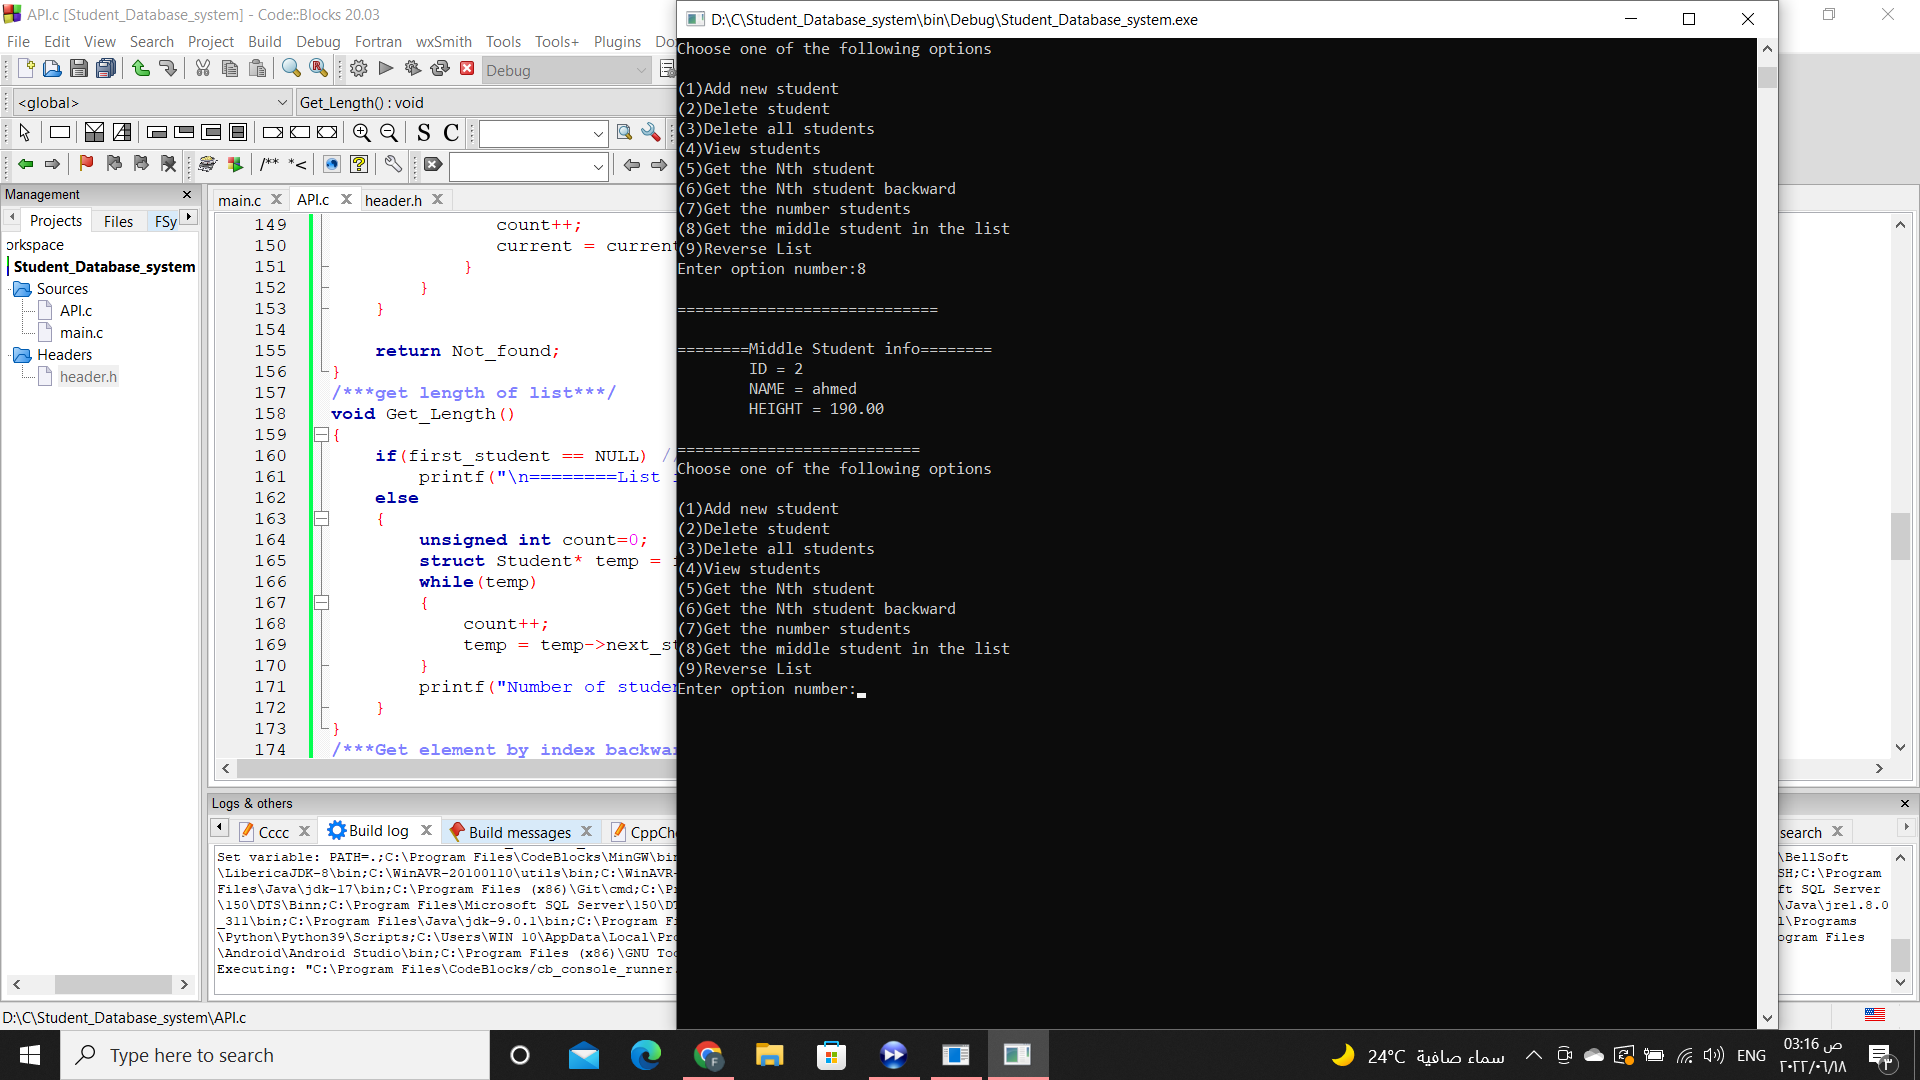 API.c [Student_Database_system] - Code::Blocks 20.03
File Edit View Search Project Build Debug Fortran wxSmith Tools Tools+ Plugins Do
Debug
<global>
Get_Length() : void
S C
/** *<
Management
Projects Files FSy
orkspace
Student_Database_system
Sources
API.c
main.c
Headers
header.h
main.c API.c header.h
149 count++;
150 current = current
151 }
152 }
153 }
154
155 return Not_found;
156 }
157 /***get length of list***/
158 void Get_Length()
159 {
160 if(first_student == NULL) //
161 printf("\n========List
162 else
163 {
164 unsigned int count=0;
165 struct Student* temp =
166 while(temp)
167 {
168 count++;
169 temp = temp->next_st
170 }
171 printf("Number of studen
172 }
173 }
174 /***Get element by index backwar
Logs & others
Cccc Build log Build messages CppChe
search
Set variable: PATH=.;C:\Program Files\CodeBlocks\MinGW\bin
\LibericaJDK-8\bin;C:\WinAVR-20100110\utils\bin;C:\WinAVR-
Files\Java\jdk-17\bin;C:\Program Files (x86)\Git\cmd;C:\Pr
\150\DTS\Binn;C:\Program Files\Microsoft SQL Server\150\DT
_311\bin;C:\Program Files\Java\jdk-9.0.1\bin;C:\Program Fi
\Python\Python39\Scripts;C:\Users\WIN 10\AppData\Local\Pro
\Android\Android Studio\bin;C:\Program Files (x86)\GNU Too
Executing: "C:\Program Files\CodeBlocks/cb_console_runner.
\BellSoft
SH;C:\Program
ft SQL Server
\Java\jre1.8.0
l\Programs
ogram Files
D:\C\Student_Database_system\API.c
D:\C\Student_Database_system\bin\Debug\Student_Database_system.exe
Choose one of the following options
(1)Add new student
(2)Delete student
(3)Delete all students
(4)View students
(5)Get the Nth student
(6)Get the Nth student backward
(7)Get the number students
(8)Get the middle student in the list
(9)Reverse List
Enter option number:8
=============================
========Middle Student info========
ID = 2
NAME = ahmed
HEIGHT = 190.00
===========================
Choose one of the following options
(1)Add new student
(2)Delete student
(3)Delete all students
(4)View students
(5)Get the Nth student
(6)Get the Nth student backward
(7)Get the number students
(8)Get the middle student in the list
(9)Reverse List
Enter option number:
Type here to search
24°C سماء صافية
ENG
03:16 ص
٢٠٢٢/٠٦/١٨
٣